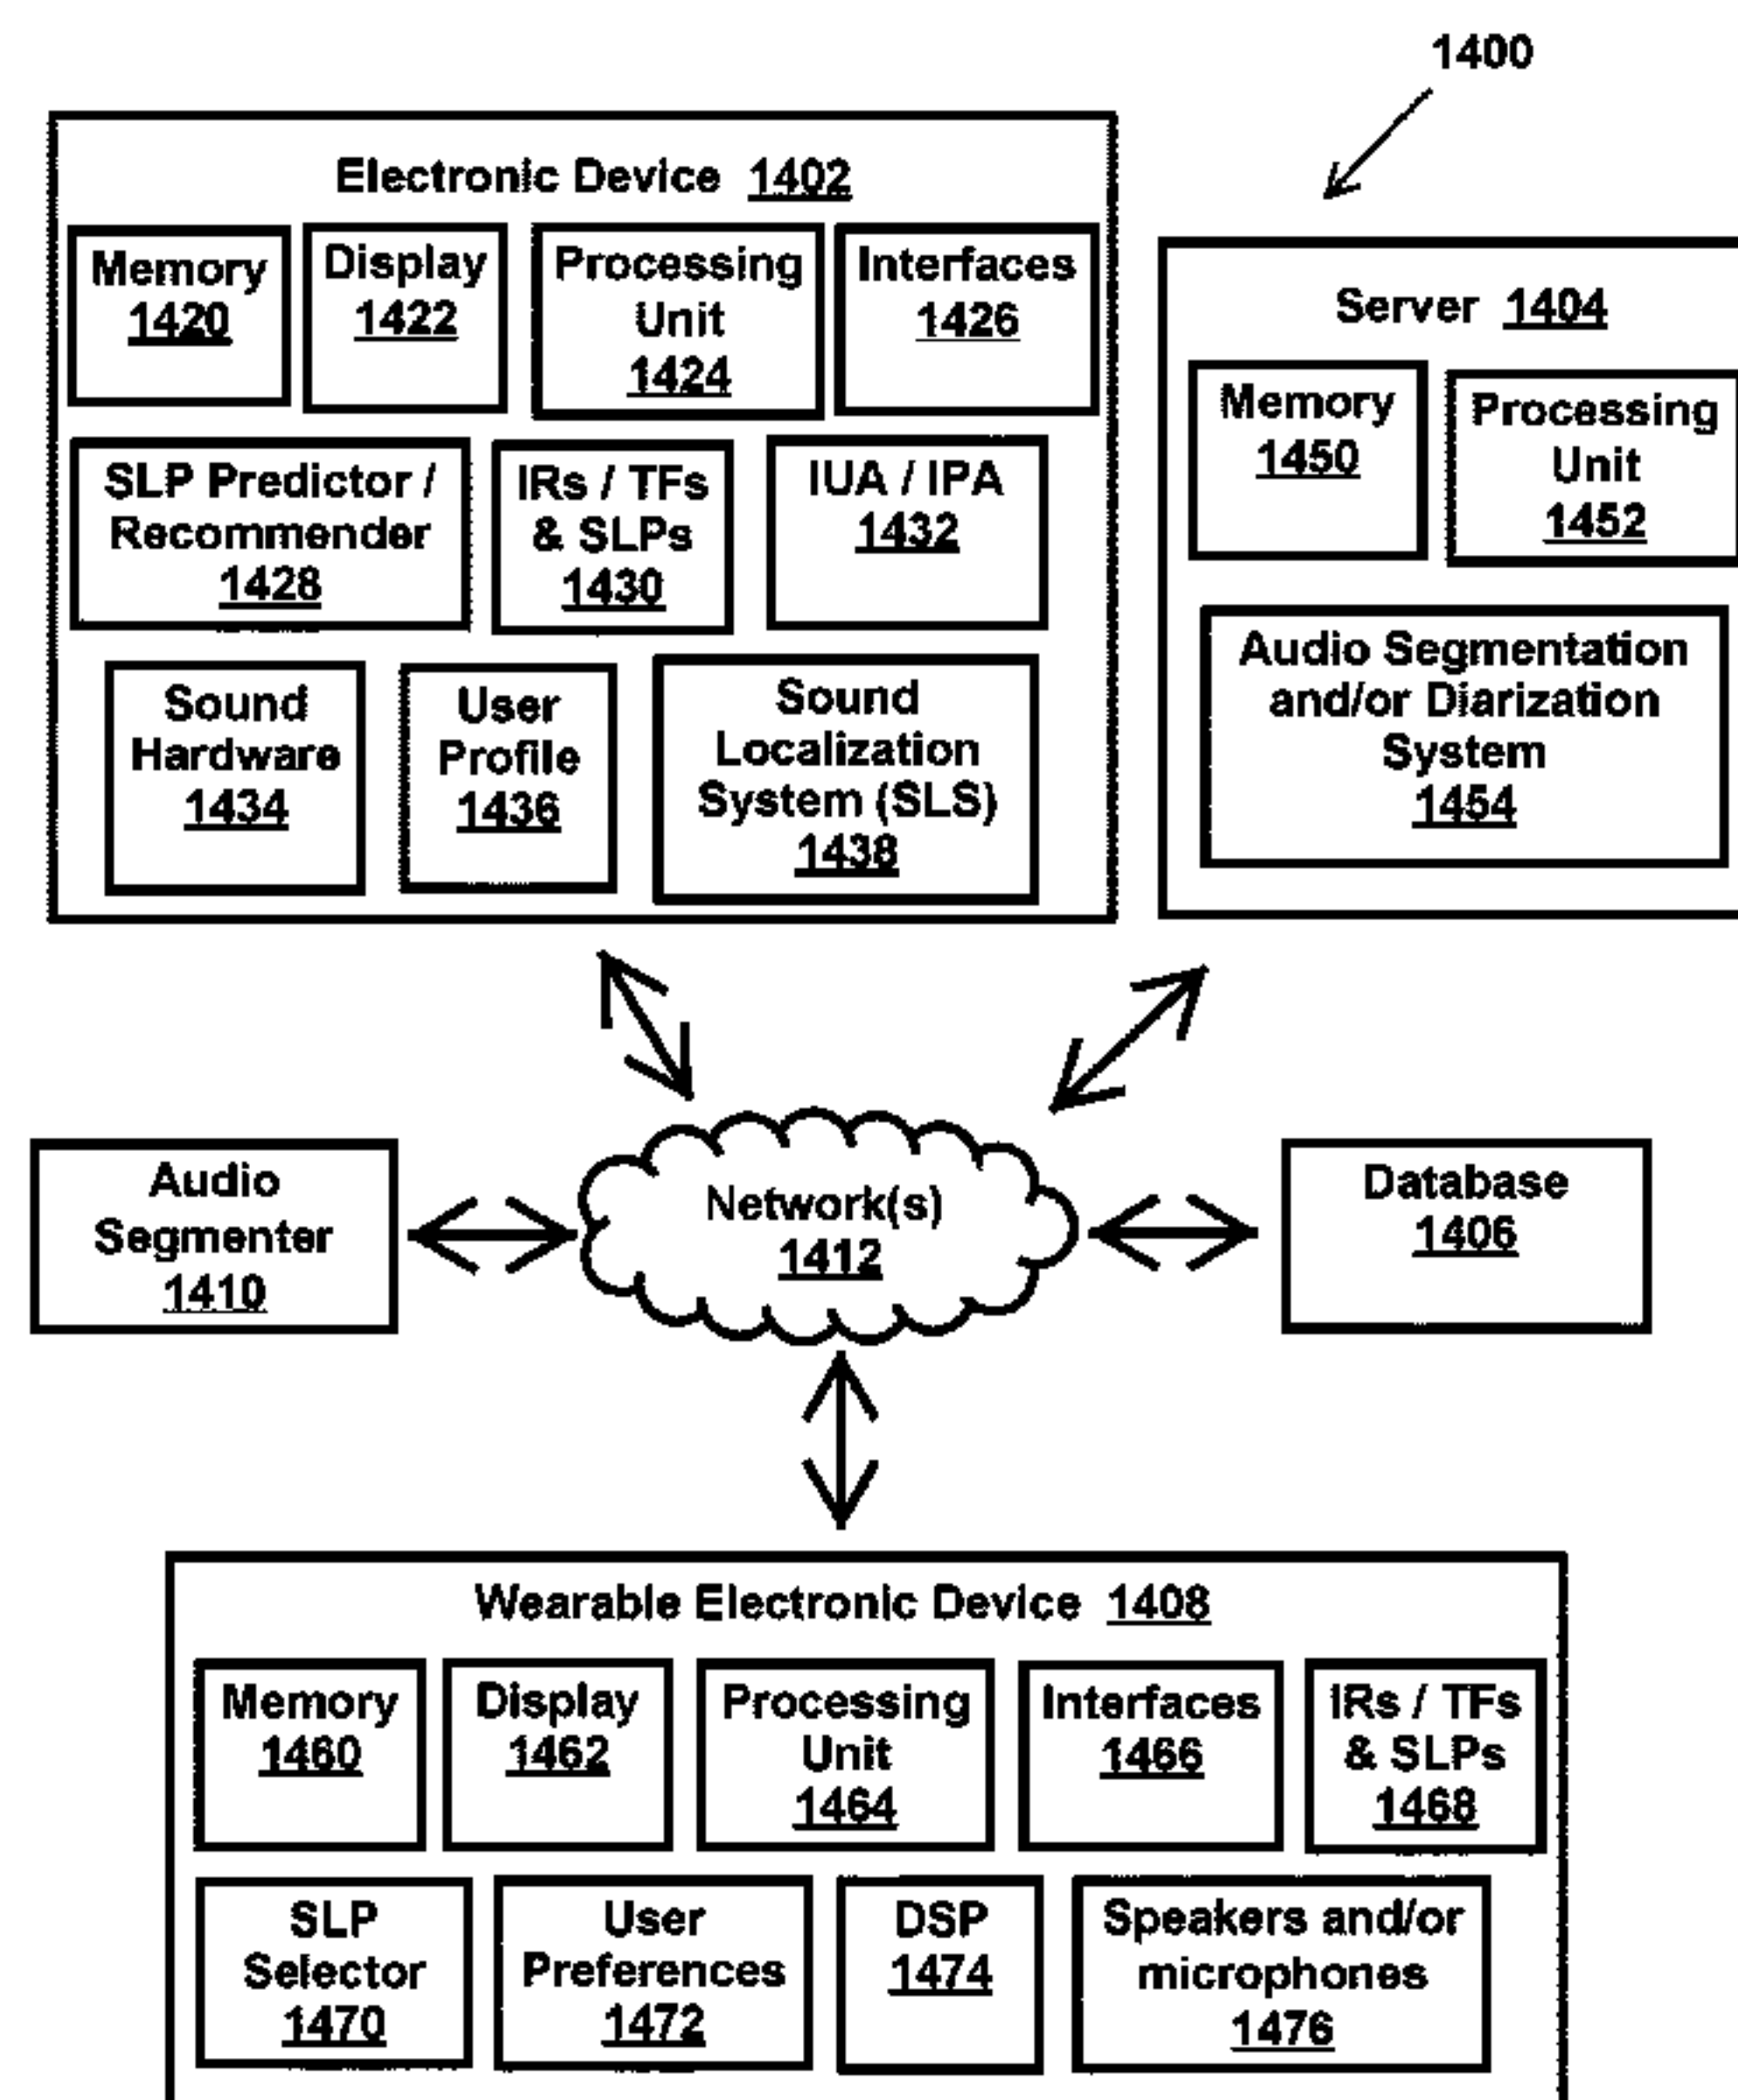 1400
Electronic Device 1402
Memory
1420
Display
1422
Processing
Unit
1424
Interfaces
1426
SLP Predictor /
Recommender
1428
IRs / TFs
& SLPs
1430
IUA / IPA
1432
Sound
Hardware
1434
User
Profile
1436
Sound
Localization
System (SLS)
1438
Server 1404
Memory
1450
Processing
Unit
1452
Audio Segmentation
and/or Diarization
System
1454
Audio
Segmenter
1410
Network(s)
1412
Database
1406
Wearable Electronic Device 1408
Memory
1460
Display
1462
Processing
Unit
1464
Interfaces
1466
IRs / TFs
& SLPs
1468
SLP
Selector
1470
User
Preferences
1472
DSP
1474
Speakers and/or
microphones
1476